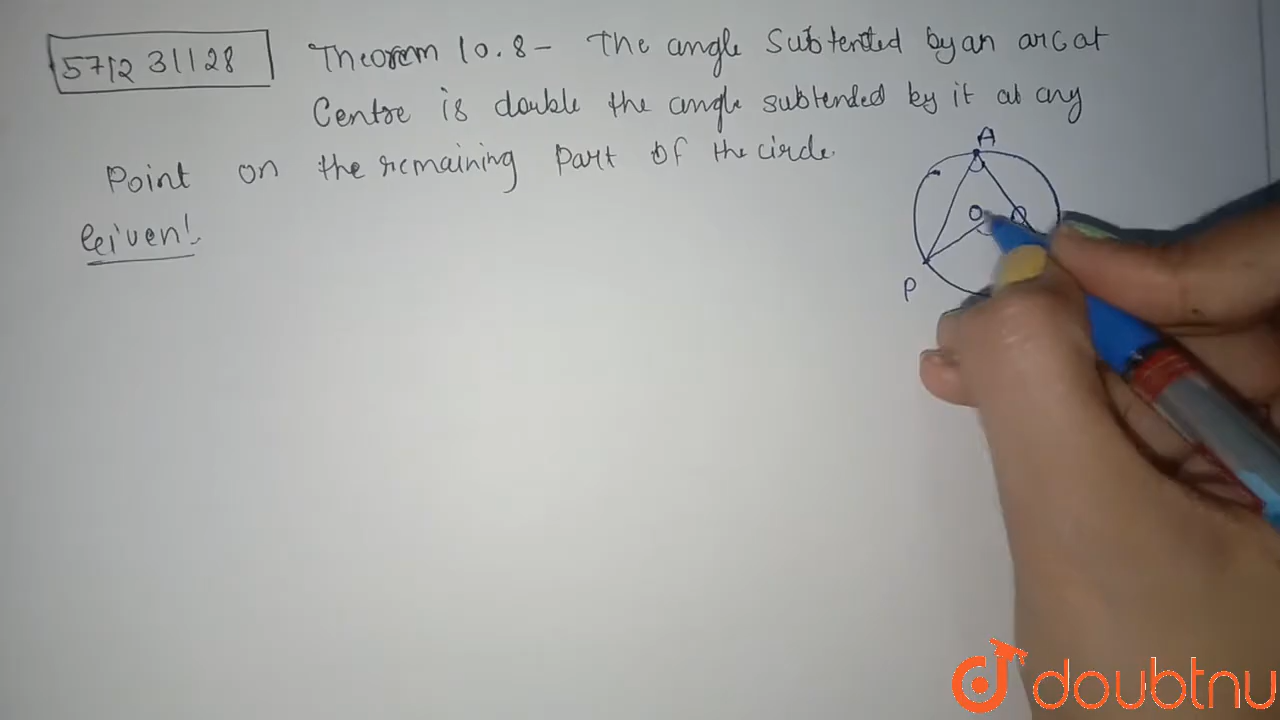 5712 31128
Theorem 10.8 - The angle Subtented by an arc at
Centre is double the angle subtended by it at any
Point on the remaining Part of the circle.
Given!
A
O
P
doubtnut